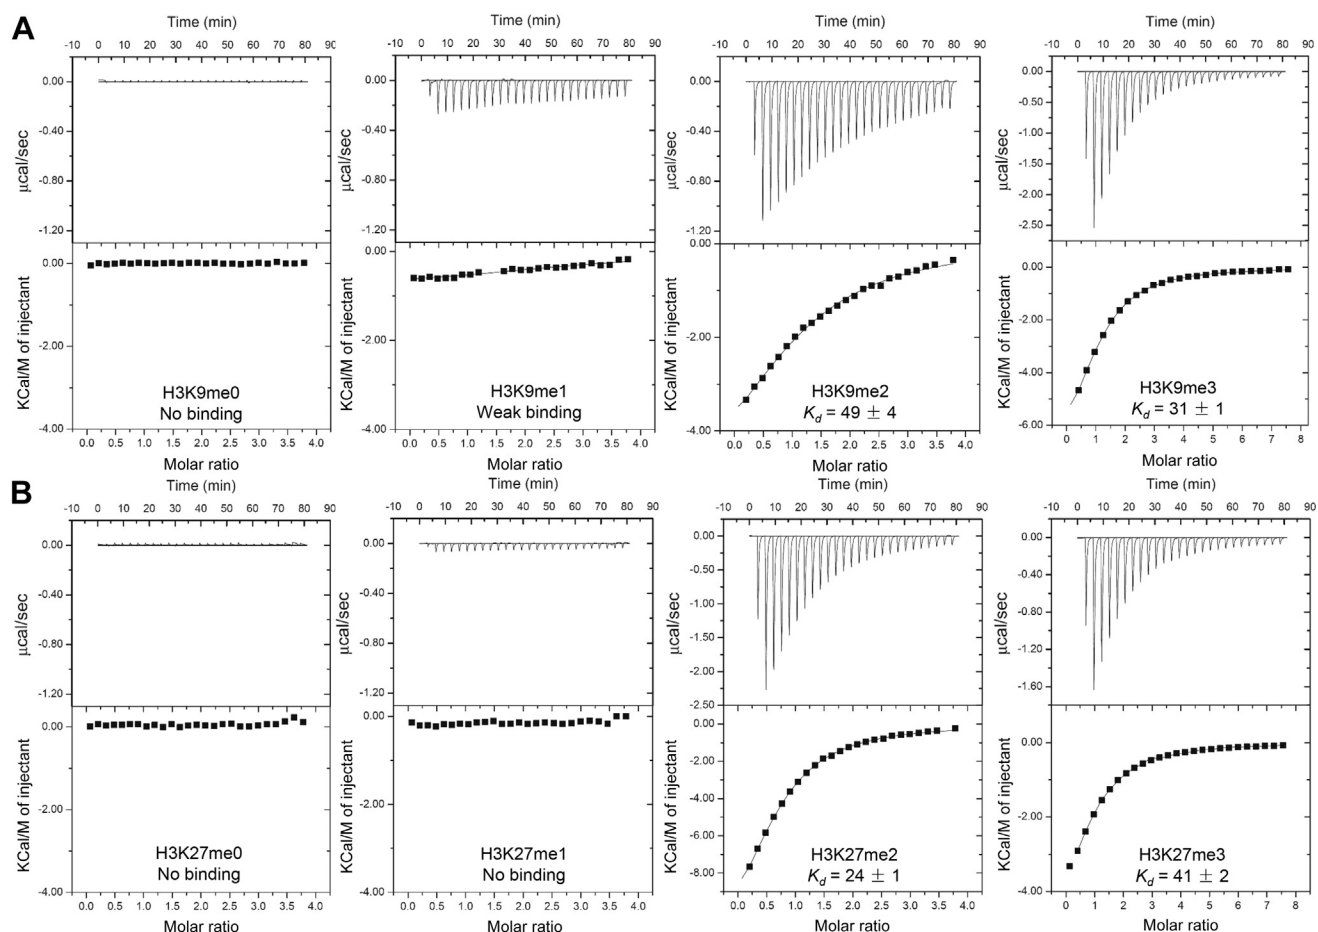 A
Time (min)
-10 0 10 20 30 40 50 60 70 80 90
0.00
-0.40
-0.80
-1.20
µcal/sec
0.00
-2.00
-4.00
KCal/M of injectant
H3K9me0
No binding
0.0 0.5 1.0 1.5 2.0 2.5 3.0 3.5 4.0
Molar ratio
Time (min)
-10 0 10 20 30 40 50 60 70 80 90
0.00
-0.40
-0.80
-1.20
µcal/sec
0.00
-2.00
-4.00
KCal/M of injectant
H3K9me1
Weak binding
0.0 0.5 1.0 1.5 2.0 2.5 3.0 3.5 4.0
Molar ratio
Time (min)
-10 0 10 20 30 40 50 60 70 80 90
0.00
-0.40
-0.80
-1.20
µcal/sec
0.00
-2.00
-4.00
KCal/M of injectant
H3K9me2
Kd = 49 ± 4
0.0 0.5 1.0 1.5 2.0 2.5 3.0 3.5 4.0
Molar ratio
Time (min)
-10 0 10 20 30 40 50 60 70 80 90
0.00
-0.50
-1.00
-1.50
-2.00
-2.50
µcal/sec
0.00
-2.00
-4.00
-6.00
KCal/M of injectant
H3K9me3
Kd = 31 ± 1
0 1 2 3 4 5 6 7 8
Molar ratio
B
Time (min)
-10 0 10 20 30 40 50 60 70 80 90
0.00
-0.40
-0.80
-1.20
µcal/sec
0.00
-2.00
-4.00
KCal/M of injectant
H3K27me0
No binding
0.0 0.5 1.0 1.5 2.0 2.5 3.0 3.5 4.0
Molar ratio
Time (min)
-10 0 10 20 30 40 50 60 70 80 90
0.00
-0.40
-0.80
-1.20
µcal/sec
0.00
-2.00
-4.00
KCal/M of injectant
H3K27me1
No binding
0.0 0.5 1.0 1.5 2.0 2.5 3.0 3.5 4.0
Molar ratio
Time (min)
-10 0 10 20 30 40 50 60 70 80 90
0.00
-0.50
-1.00
-1.50
-2.00
-2.50
µcal/sec
0.00
-2.00
-4.00
-6.00
-8.00
KCal/M of injectant
H3K27me2
Kd = 24 ± 1
0.0 0.5 1.0 1.5 2.0 2.5 3.0 3.5 4.0
Molar ratio
Time (min)
-10 0 10 20 30 40 50 60 70 80 90
0.00
-0.40
-0.80
-1.20
-1.60
µcal/sec
0.00
-2.00
-4.00
KCal/M of injectant
H3K27me3
Kd = 41 ± 2
0 1 2 3 4 5 6 7 8
Molar ratio